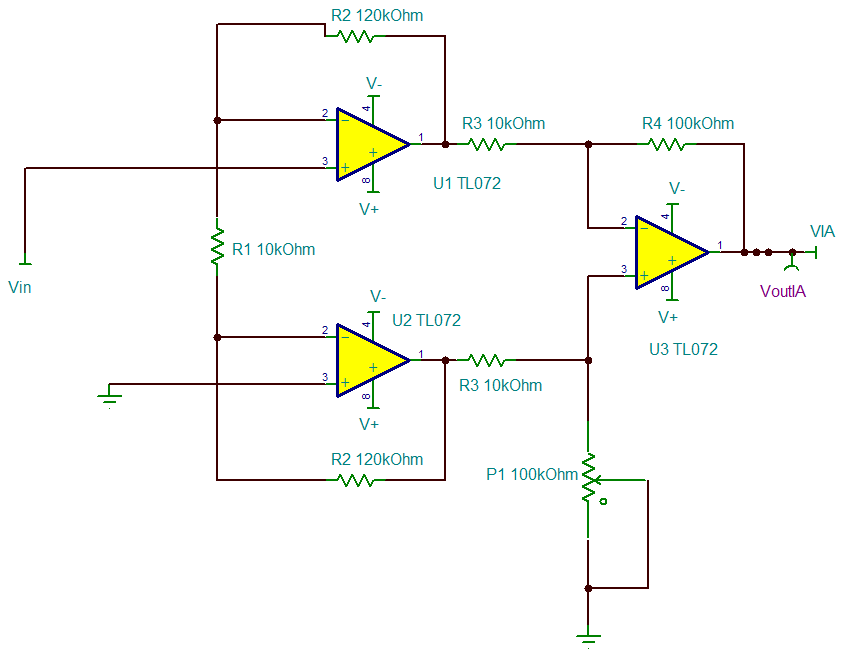 R2 120kOhm
V-
4
2
−
1
R3 10kOhm
R4 100kOhm
3
+
+
8
U1 TL072
V+
V-
4
2
−
1
VIA
R1 10kOhm
3
+
+
8
Vin
VoutIA
V+
U3 TL072
V-
U2 TL072
4
2
−
1
3
+
+
8
R3 10kOhm
V+
R2 120kOhm
P1 100kOhm